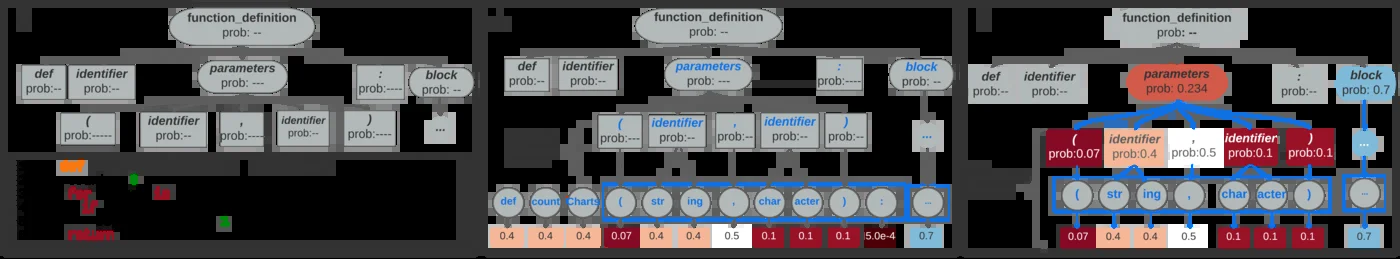 function_definition
prob: --
def
prob:--
identifier
prob:--
parameters
prob: ---
:
prob:----
block
prob: --
(
prob:----
identifier
prob:--
,
prob:----
identifier
prob:--
)
prob:----
...
for
if
in
return
function_definition
prob: --
def
prob:--
identifier
prob:--
parameters
prob: ---
:
prob:----
block
prob: --
(
prob:---
identifier
prob:--
,
prob:----
identifier
prob:--
)
prob:----
...
def count Charts ( str ing , char acter ) : ...
0.4 0.4 0.4 0.07 0.4 0.4 0.5 0.1 0.1 0.1 5.0e-4 0.7
function_definition
prob: --
def
prob:--
identifier
prob:--
parameters
prob: 0.234
:
prob:--
block
prob: 0.7
(
prob:0.07
identifier
prob:0.4
,
prob:0.5
identifier
prob:0.1
)
prob:0.1
...
( str ing , char acter ) ...
0.07 0.4 0.4 0.5 0.1 0.1 0.1 0.7